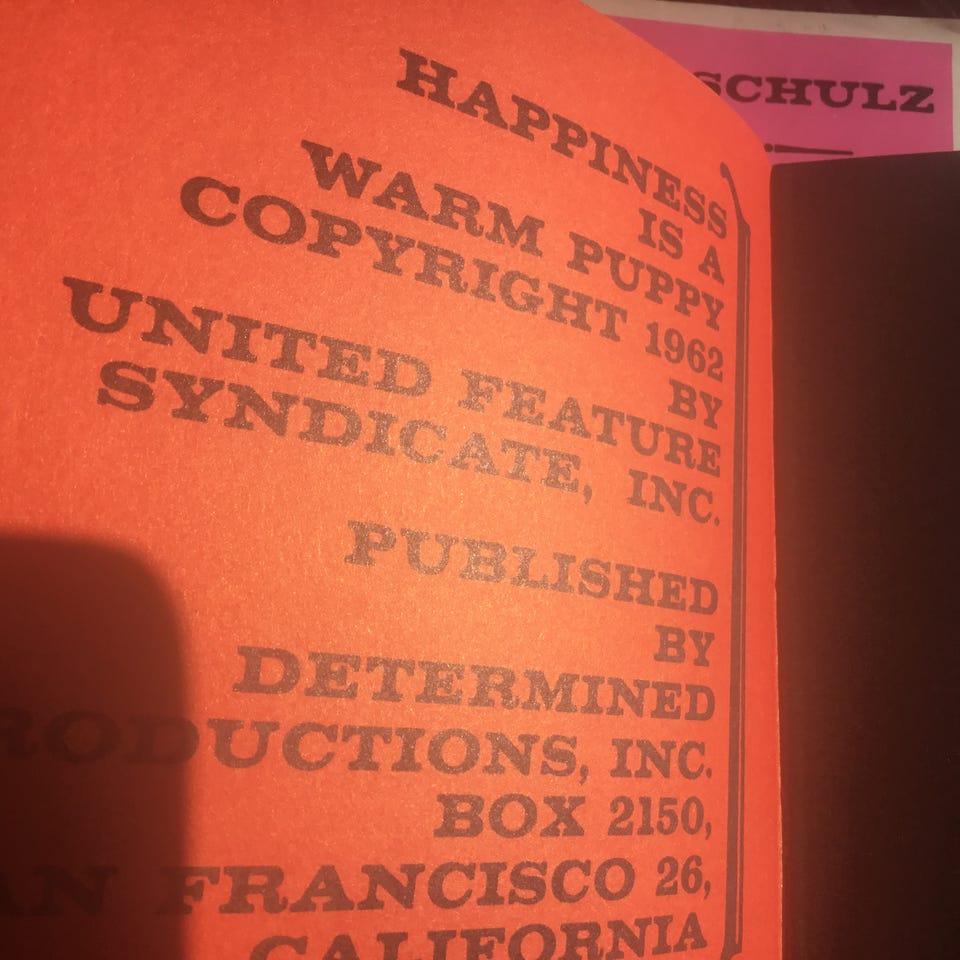 SCHULZ
HAPPINESS
IS A
WARM PUPPY
COPYRIGHT 1962
BY
UNITED FEATURE
SYNDICATE, INC.
PUBLISHED
BY
DETERMINED
RODUCTIONS, INC.
BOX 2150,
AN FRANCISCO 26,
CALIFORNIA